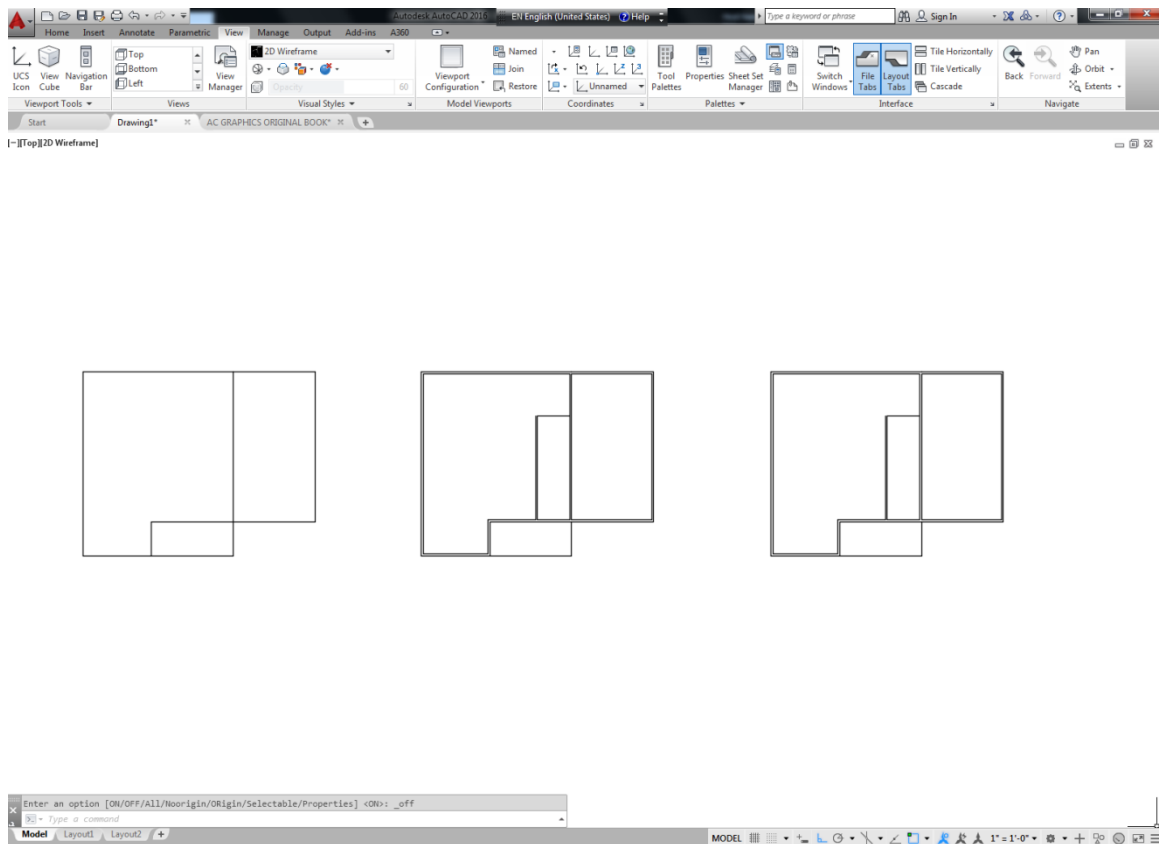 Autodesk AutoCAD 2016 EN English (United States) ? Help Type a keyword or phrase Sign In
Home Insert Annotate Parametric View Manage Output Add-ins A360
UCS Icon
View Cube
Navigation Bar
Viewport Tools
Top
Bottom
Left
View Manager
Views
2D Wireframe
Opacity 60
Visual Styles
Viewport Configuration
Named
Join
Restore
Model Viewports
Unnamed
Coordinates
Tool Palettes
Properties
Sheet Set Manager
Palettes
Switch Windows
File Tabs
Layout Tabs
Tile Horizontally
Tile Vertically
Cascade
Interface
Back
Forward
Pan
Orbit
Extents
Navigate
Start Drawing1* AC GRAPHICS ORIGINAL BOOK*
[−][Top][2D Wireframe]
Enter an option [ON/OFF/All/Noorigin/ORigin/Selectable/Properties] <ON>: _off
Type a command
Model Layout1 Layout2 + MODEL 1" = 1'-0"